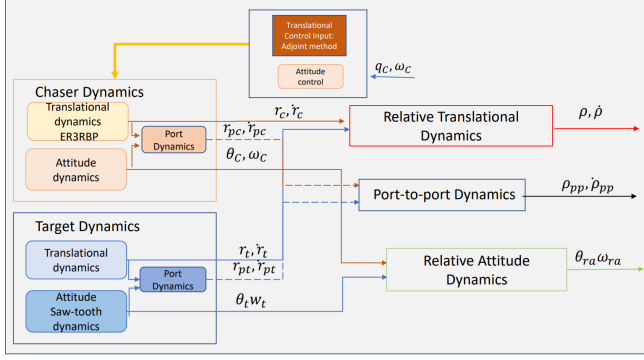 Translational
Control Input:
Adjoint method
Attitude
control
q_C, ω_C
Chaser Dynamics
Translational
dynamics
ER3RBP
Port
Dynamics
Attitude
dynamics
r_c, ṙ_c
r_pc, ṙ_pc
θ_C, ω_C
Relative Translational
Dynamics
ρ, ρ̇
Port-to-port Dynamics
ρ_pp, ρ̇_pp
Target Dynamics
Translational
dynamics
Port
Dynamics
Attitude
Saw-tooth
dynamics
r_t, ṙ_t
r_pt, ṙ_pt
θ_t w_t
Relative Attitude
Dynamics
θ_ra ω_ra